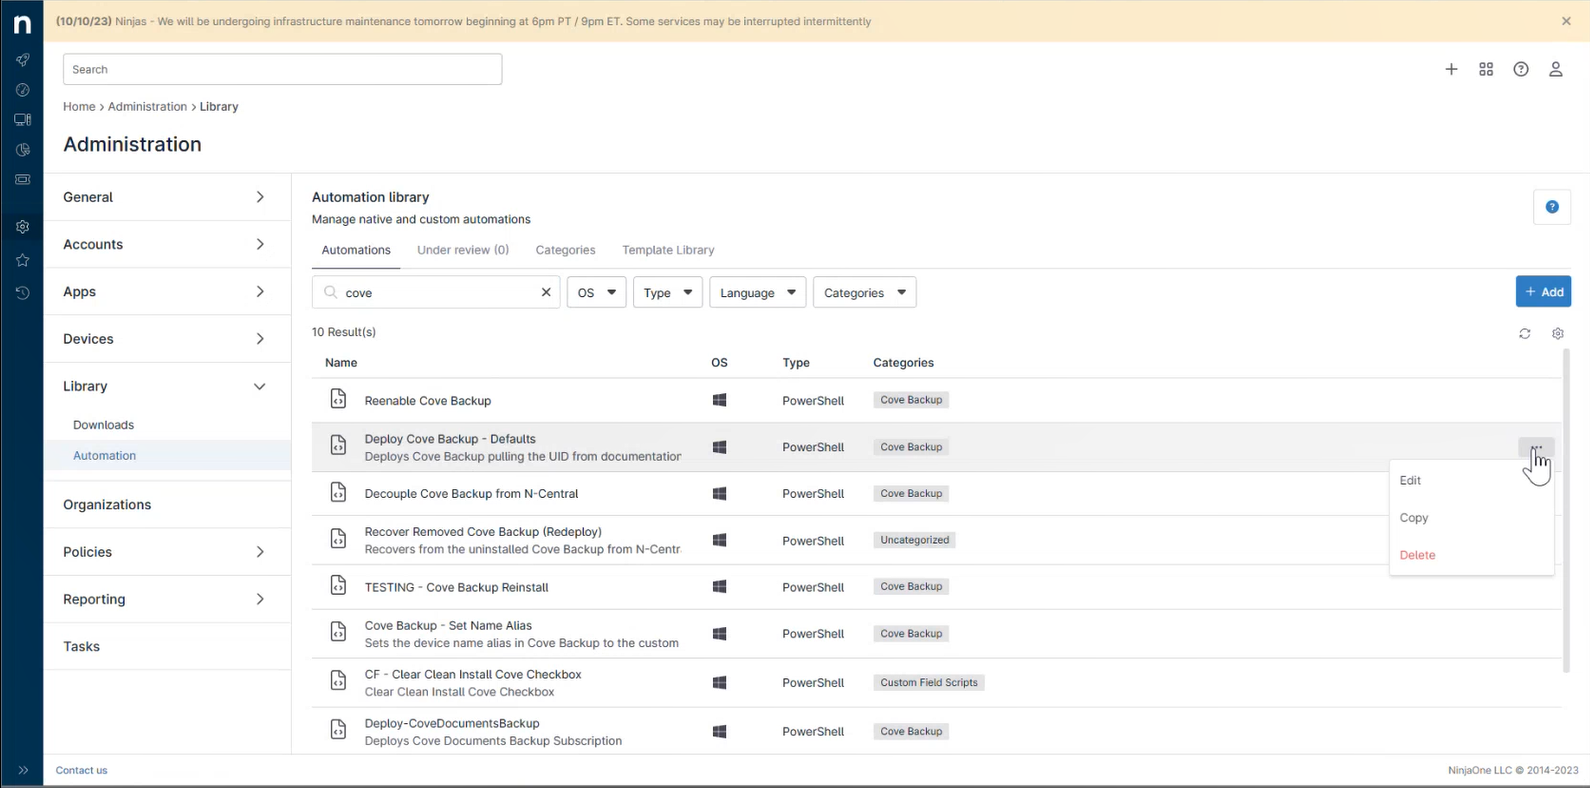 n
(10/10/23) Ninjas - We will be undergoing infrastructure maintenance tomorrow beginning at 6pm PT / 9pm ET. Some services may be interrupted intermittently
Search
Home > Administration > Library
Administration
General
Accounts
Apps
Devices
Library
Downloads
Automation
Organizations
Policies
Reporting
Tasks
Automation library
Manage native and custom automations
Automations Under review (0) Categories Template Library
cove OS Type Language Categories
+ Add
10 Result(s)
Name OS Type Categories
Reenable Cove Backup PowerShell Cove Backup
Deploy Cove Backup - Defaults
Deploys Cove Backup pulling the UID from documentation
PowerShell Cove Backup
Decouple Cove Backup from N-Central PowerShell Cove Backup
Recover Removed Cove Backup (Redeploy)
Recovers from the uninstalled Cove Backup from N-Centr
PowerShell Uncategorized
TESTING - Cove Backup Reinstall PowerShell Cove Backup
Cove Backup - Set Name Alias
Sets the device name alias in Cove Backup to the custom
PowerShell Cove Backup
CF - Clear Clean Install Cove Checkbox
Clear Clean Install Cove Checkbox
PowerShell Custom Field Scripts
Deploy-CoveDocumentsBackup
Deploys Cove Documents Backup Subscription
PowerShell Cove Backup
Edit
Copy
Delete
Contact us
NinjaOne LLC © 2014-2023